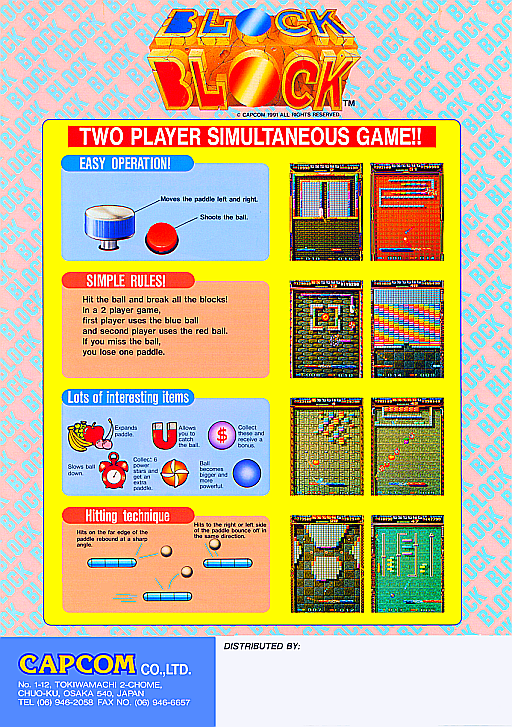 BLOCK
BLOCK
TM
© CAPCOM 1991 ALL RIGHTS RESERVED.
TWO PLAYER SIMULTANEOUS GAME!!
EASY OPERATION!
Moves the paddle left and right.
Shoots the ball.
SIMPLE RULES!
Hit the ball and break all the blocks!
In a 2 player game,
first player uses the blue ball
and second player uses the red ball.
If you miss the ball,
you lose one paddle.
Lots of interesting items
Expands
paddle.
Allows
you to
catch
the ball.
$
Collect
these and
receive a
bonus.
Slows ball
down.
Collect 6
power
stars and
get an
extra
paddle.
Ball
becomes
bigger and
more
powerful.
Hitting technique
Hits on the far edge of the
paddle rebound at a sharp
angle.
Hits to the right or left side
of the paddle bounce off in
the same direction.
CAPCOM CO.,LTD.
No. 1-12, TOKIWAMACHI 2-CHOME,
CHUO-KU, OSAKA 540, JAPAN
TEL (06) 946-2058 FAX NO. (06) 946-6657
DISTRIBUTED BY: